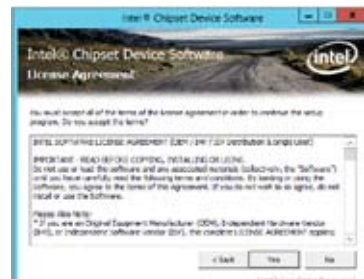 Intel® Chipset Device Software
Intel® Chipset Device Software
License Agreement
intel
You must accept all of the terms of the license agreement in order to continue the setup
program. Do you accept the terms?
INTEL SOFTWARE LICENSE AGREEMENT (OEM / IHV / ISV Distribution & Single User)
IMPORTANT - READ BEFORE COPYING, INSTALLING OR USING.
Do not use or load this software and any associated materials (collectively, the "Software")
until you have carefully read the following terms and conditions. By loading or using the
Software, you agree to the terms of this Agreement. If you do not wish to so agree, do not
install or use the Software.
Please Also Note:
* If you are an Original Equipment Manufacturer (OEM), Independent Hardware Vendor
(IHV), or Independent Software Vendor (ISV), this complete LICENSE AGREEMENT applies;
< Back
Yes
No